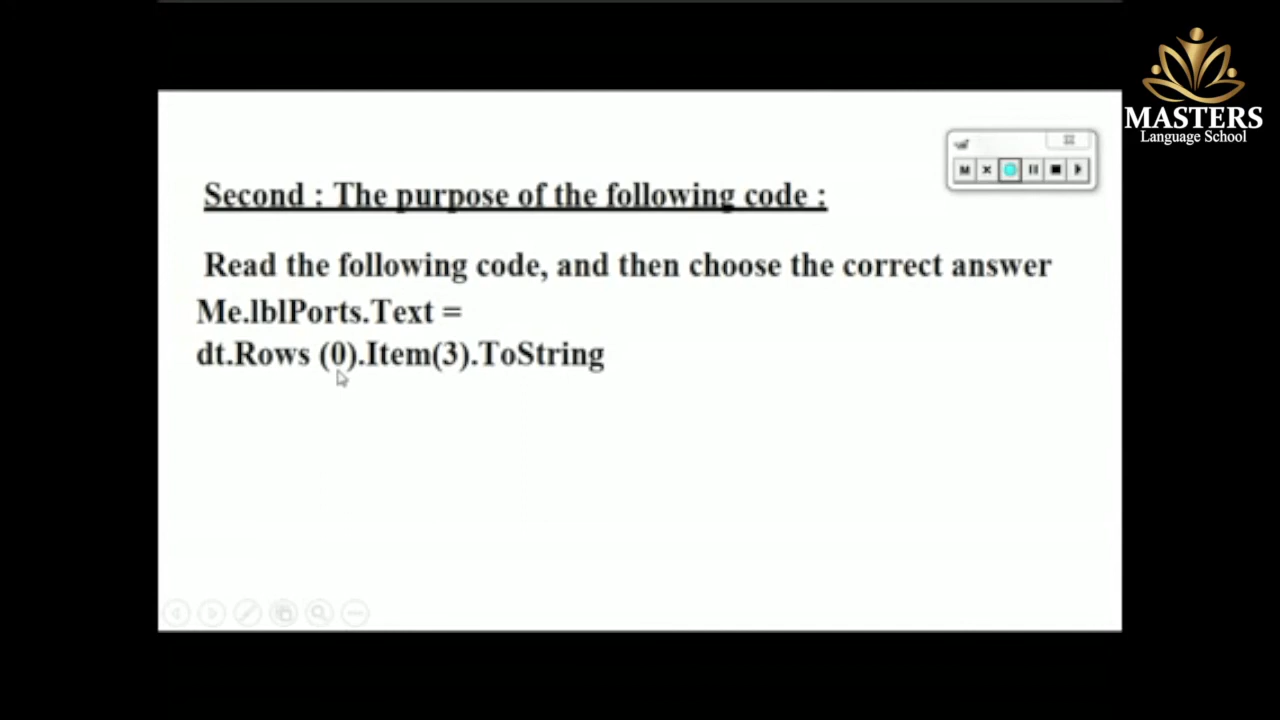 MASTERS
Language School
Second : The purpose of the following code :
Read the following code, and then choose the correct answer
Me.lblPorts.Text =
dt.Rows (0).Item(3).ToString